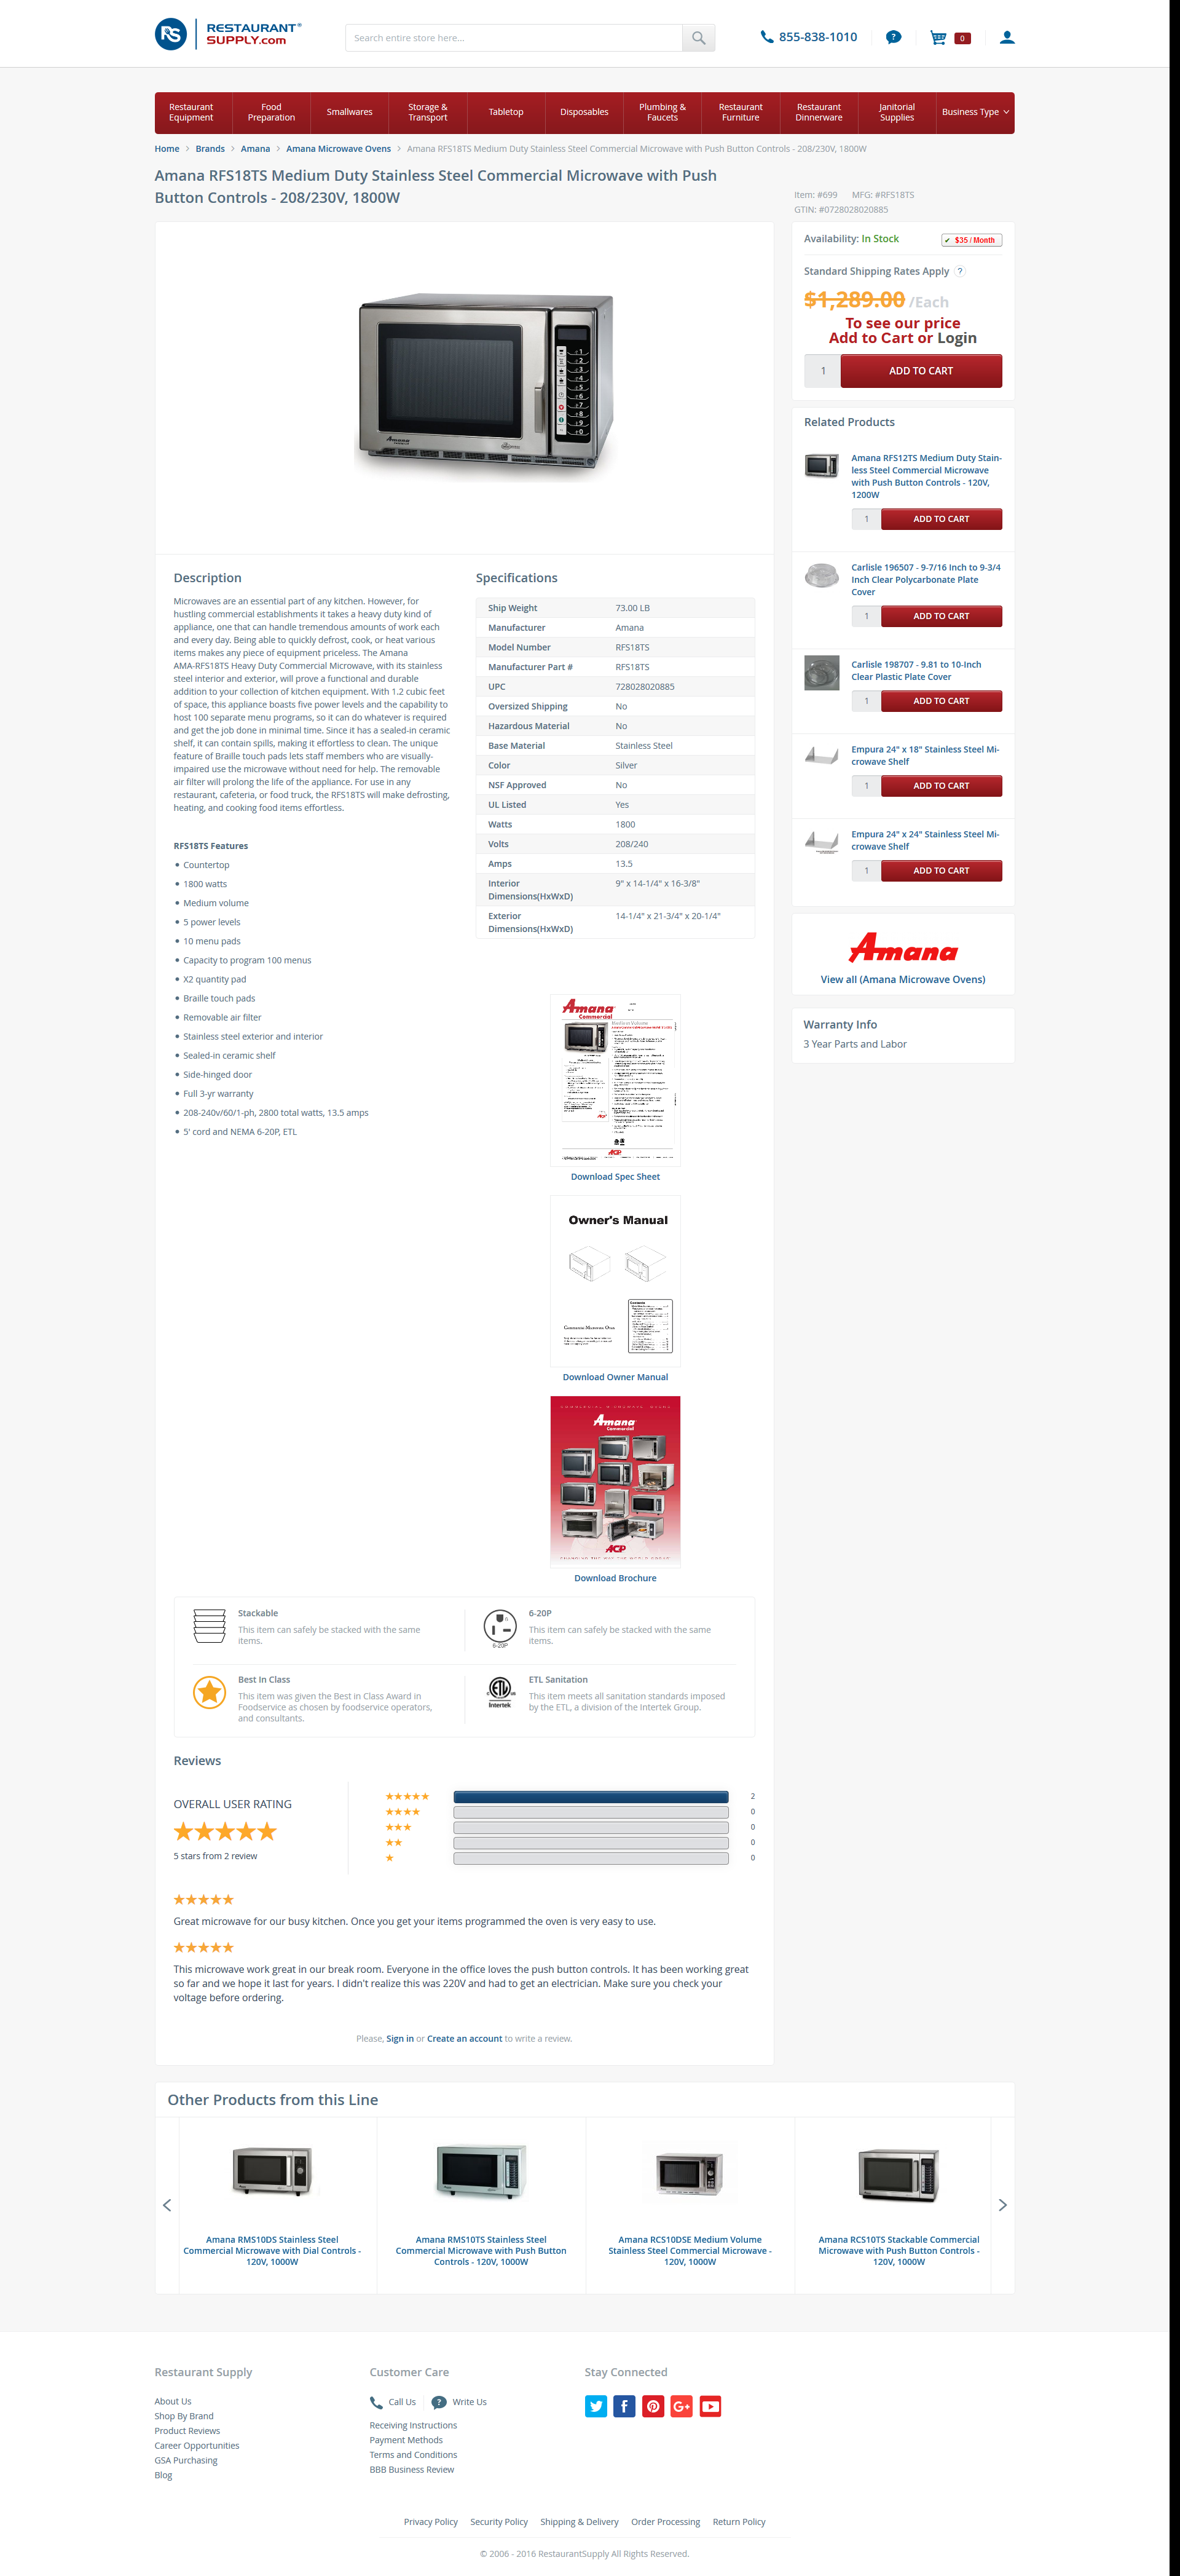 RS RESTAURANT®
SUPPLY.com
Search entire store here...
855-838-1010
?
0
Restaurant Equipment
Food Preparation
Smallwares
Storage & Transport
Tabletop
Disposables
Plumbing & Faucets
Restaurant Furniture
Restaurant Dinnerware
Janitorial Supplies
Business Type
Home > Brands > Amana > Amana Microwave Ovens > Amana RFS18TS Medium Duty Stainless Steel Commercial Microwave with Push Button Controls - 208/230V, 1800W
Amana RFS18TS Medium Duty Stainless Steel Commercial Microwave with Push
Button Controls - 208/230V, 1800W
Item: #699 MFG: #RFS18TS
GTIN: #0728028020885
Amana
Availability: In Stock
✓ $35 / Month
Standard Shipping Rates Apply ?
$1,289.00 /Each
To see our price
Add to Cart or Login
1 ADD TO CART
Related Products
Amana RFS12TS Medium Duty Stain-
less Steel Commercial Microwave
with Push Button Controls - 120V,
1200W
1 ADD TO CART
Carlisle 196507 - 9-7/16 Inch to 9-3/4
Inch Clear Polycarbonate Plate
Cover
1 ADD TO CART
Carlisle 198707 - 9.81 to 10-Inch
Clear Plastic Plate Cover
1 ADD TO CART
Empura 24" x 18" Stainless Steel Mi-
crowave Shelf
1 ADD TO CART
Empura 24" x 24" Stainless Steel Mi-
crowave Shelf
1 ADD TO CART
Amana
View all (Amana Microwave Ovens)
Warranty Info
3 Year Parts and Labor
Description
Microwaves are an essential part of any kitchen. However, for
hustling commercial establishments it takes a heavy duty kind of
appliance, one that can handle tremendous amounts of work each
and every day. Being able to quickly defrost, cook, or heat various
items makes any piece of equipment priceless. The Amana
AMA-RFS18TS Heavy Duty Commercial Microwave, with its stainless
steel interior and exterior, will prove a functional and durable
addition to your collection of kitchen equipment. With 1.2 cubic feet
of space, this appliance boasts five power levels and the capability to
host 100 separate menu programs, so it can do whatever is required
and get the job done in minimal time. Since it has a sealed-in ceramic
shelf, it can contain spills, making it effortless to clean. The unique
feature of Braille touch pads lets staff members who are visually-
impaired use the microwave without need for help. The removable
air filter will prolong the life of the appliance. For use in any
restaurant, cafeteria, or food truck, the RFS18TS will make defrosting,
heating, and cooking food items effortless.
RFS18TS Features
• Countertop
• 1800 watts
• Medium volume
• 5 power levels
• 10 menu pads
• Capacity to program 100 menus
• X2 quantity pad
• Braille touch pads
• Removable air filter
• Stainless steel exterior and interior
• Sealed-in ceramic shelf
• Side-hinged door
• Full 3-yr warranty
• 208-240v/60/1-ph, 2800 total watts, 13.5 amps
• 5' cord and NEMA 6-20P, ETL
Specifications
Ship Weight 73.00 LB
Manufacturer Amana
Model Number RFS18TS
Manufacturer Part # RFS18TS
UPC 728028020885
Oversized Shipping No
Hazardous Material No
Base Material Stainless Steel
Color Silver
NSF Approved No
UL Listed Yes
Watts 1800
Volts 208/240
Amps 13.5
Interior Dimensions(HxWxD) 9" x 14-1/4" x 16-3/8"
Exterior Dimensions(HxWxD) 14-1/4" x 21-3/4" x 20-1/4"
Amana
Commercial
ACP
Download Spec Sheet
Owner's Manual
Commercial Microwave Oven
Download Owner Manual
Amana
Commercial
ACP
Download Brochure
Stackable
This item can safely be stacked with the same
items.
6-20P
6-20P
This item can safely be stacked with the same
items.
Best In Class
This item was given the Best in Class Award in
Foodservice as chosen by foodservice operators,
and consultants.
ETL
Intertek
ETL Sanitation
This item meets all sanitation standards imposed
by the ETL, a division of the Intertek Group.
Reviews
OVERALL USER RATING
5 stars from 2 review
2
0
0
0
0
Great microwave for our busy kitchen. Once you get your items programmed the oven is very easy to use.
This microwave work great in our break room. Everyone in the office loves the push button controls. It has been working great
so far and we hope it last for years. I didn't realize this was 220V and had to get an electrician. Make sure you check your
voltage before ordering.
Please, Sign in or Create an account to write a review.
Other Products from this Line
Amana RMS10DS Stainless Steel
Commercial Microwave with Dial Controls -
120V, 1000W
Amana RMS10TS Stainless Steel
Commercial Microwave with Push Button
Controls - 120V, 1000W
Amana RCS10DSE Medium Volume
Stainless Steel Commercial Microwave -
120V, 1000W
Amana RCS10TS Stackable Commercial
Microwave with Push Button Controls -
120V, 1000W
Restaurant Supply
About Us
Shop By Brand
Product Reviews
Career Opportunities
GSA Purchasing
Blog
Customer Care
Call Us
? Write Us
Receiving Instructions
Payment Methods
Terms and Conditions
BBB Business Review
Stay Connected
Privacy Policy Security Policy Shipping & Delivery Order Processing Return Policy
© 2006 - 2016 RestaurantSupply All Rights Reserved.